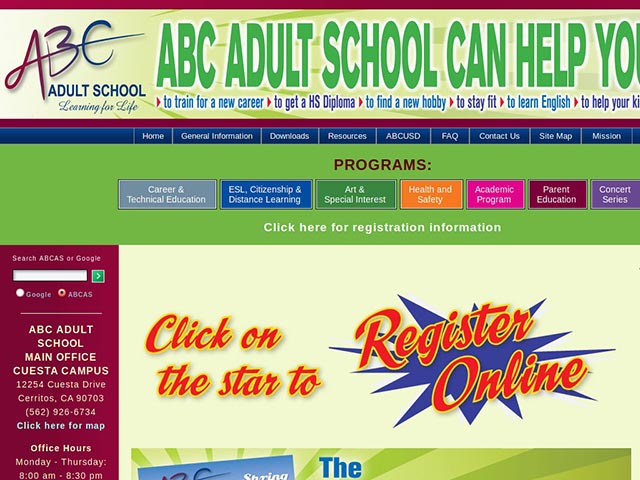 ABC
ADULT SCHOOL
Learning for Life
ABC ADULT SCHOOL CAN HELP YOU
to train for a new career to get a HS Diploma to find a new hobby to stay fit to learn English to help your ki
Home General Information Downloads Resources ABCUSD FAQ Contact Us Site Map Mission
PROGRAMS:
Career &
Technical Education
ESL, Citizenship &
Distance Learning
Art &
Special Interest
Health and
Safety
Academic
Program
Parent
Education
Concert
Series
Click here for registration information
Search ABCAS or Google
Google ABCAS
ABC ADULT
SCHOOL
MAIN OFFICE
CUESTA CAMPUS
12254 Cuesta Drive
Cerritos, CA 90703
(562) 926-6734
Click here for map
Office Hours
Monday - Thursday:
8:00 am - 8:30 pm
Click on
the star to
Register
Online
ABC
Spring
The